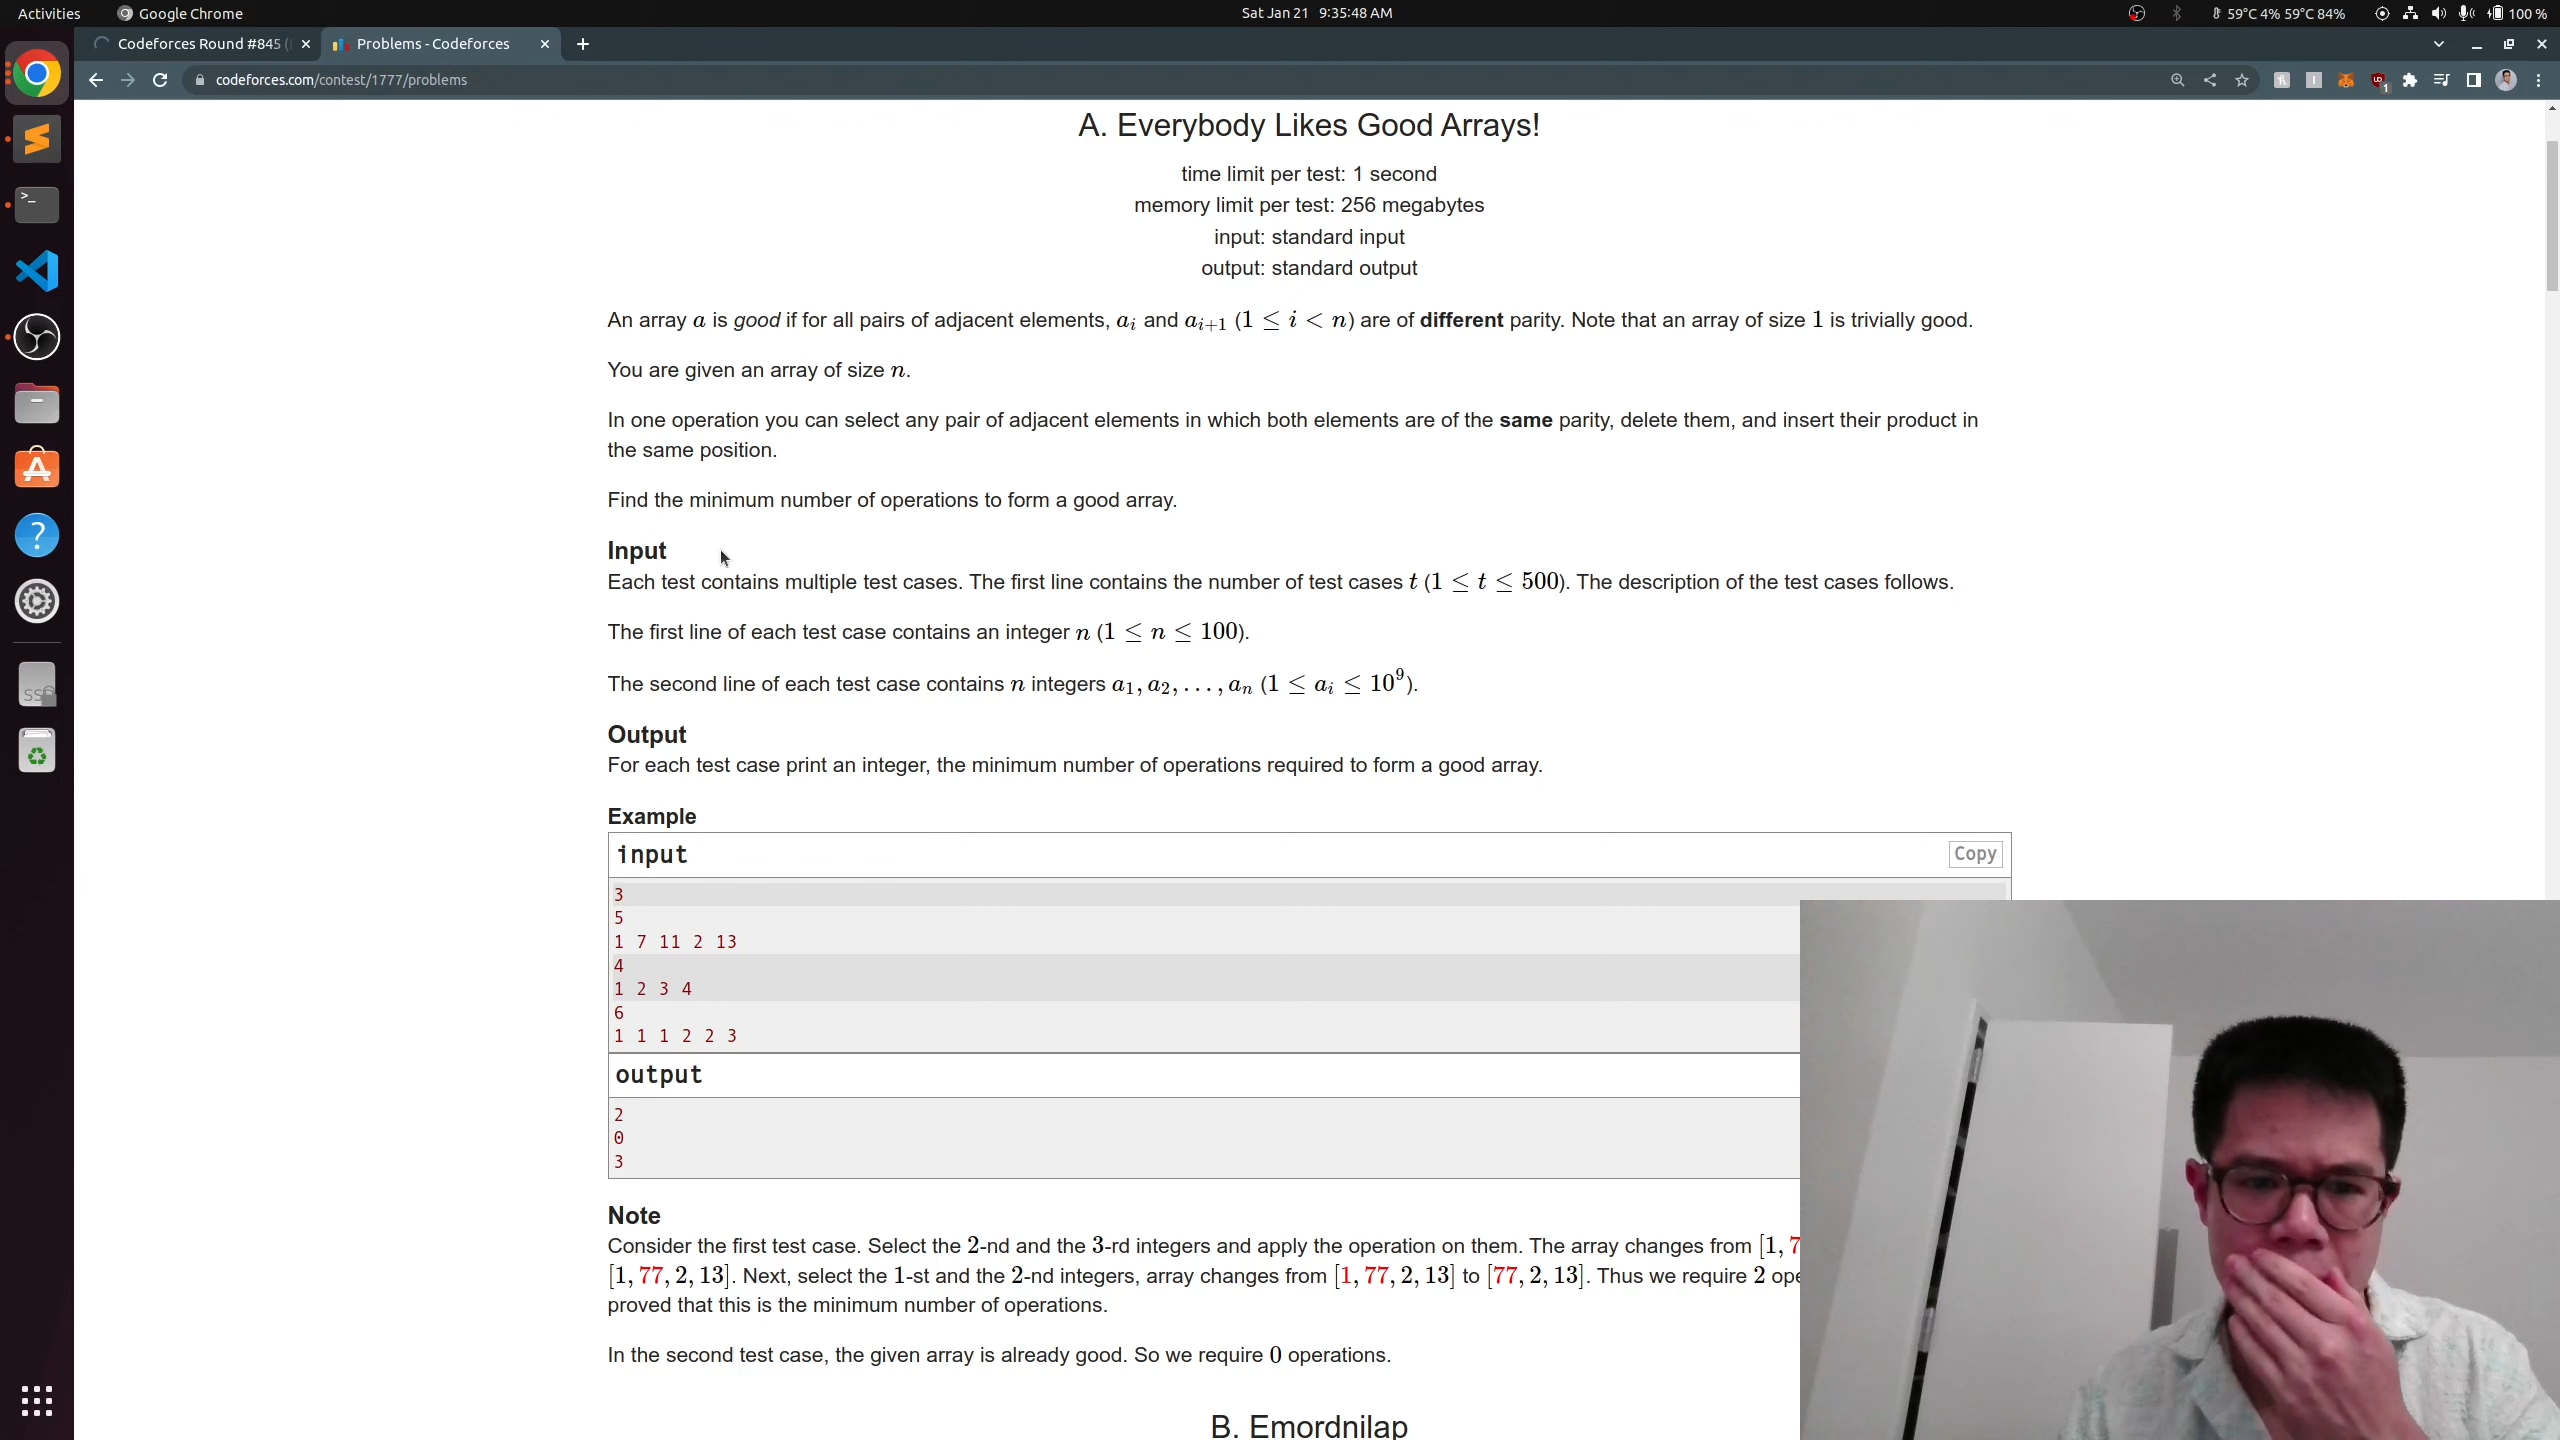 Activities
Google Chrome
Sat Jan 21 9:35:48 AM
59°C 4% 59°C 84%
100 %
Codeforces Round #845 (
Problems - Codeforces
codeforces.com/contest/1777/problems
1
A. Everybody Likes Good Arrays!
time limit per test: 1 second
memory limit per test: 256 megabytes
input: standard input
output: standard output
An array a is good if for all pairs of adjacent elements, a_i and a_{i+1} (1 ≤ i < n) are of different parity. Note that an array of size 1 is trivially good.
You are given an array of size n.
In one operation you can select any pair of adjacent elements in which both elements are of the same parity, delete them, and insert their product in
the same position.
Find the minimum number of operations to form a good array.
Input
Each test contains multiple test cases. The first line contains the number of test cases t (1 ≤ t ≤ 500). The description of the test cases follows.
The first line of each test case contains an integer n (1 ≤ n ≤ 100).
The second line of each test case contains n integers a_1, a_2, ..., a_n (1 ≤ a_i ≤ 10^9).
Output
For each test case print an integer, the minimum number of operations required to form a good array.
Example
input
Copy
3
5
1 7 11 2 13
4
1 2 3 4
6
1 1 1 2 2 3
output
2
0
3
Note
Consider the first test case. Select the 2-nd and the 3-rd integers and apply the operation on them. The array changes from [1, 7
[1, 77, 2, 13]. Next, select the 1-st and the 2-nd integers, array changes from [1, 77, 2, 13] to [77, 2, 13]. Thus we require 2 ope
proved that this is the minimum number of operations.
In the second test case, the given array is already good. So we require 0 operations.
B. Emordnilap
SSD